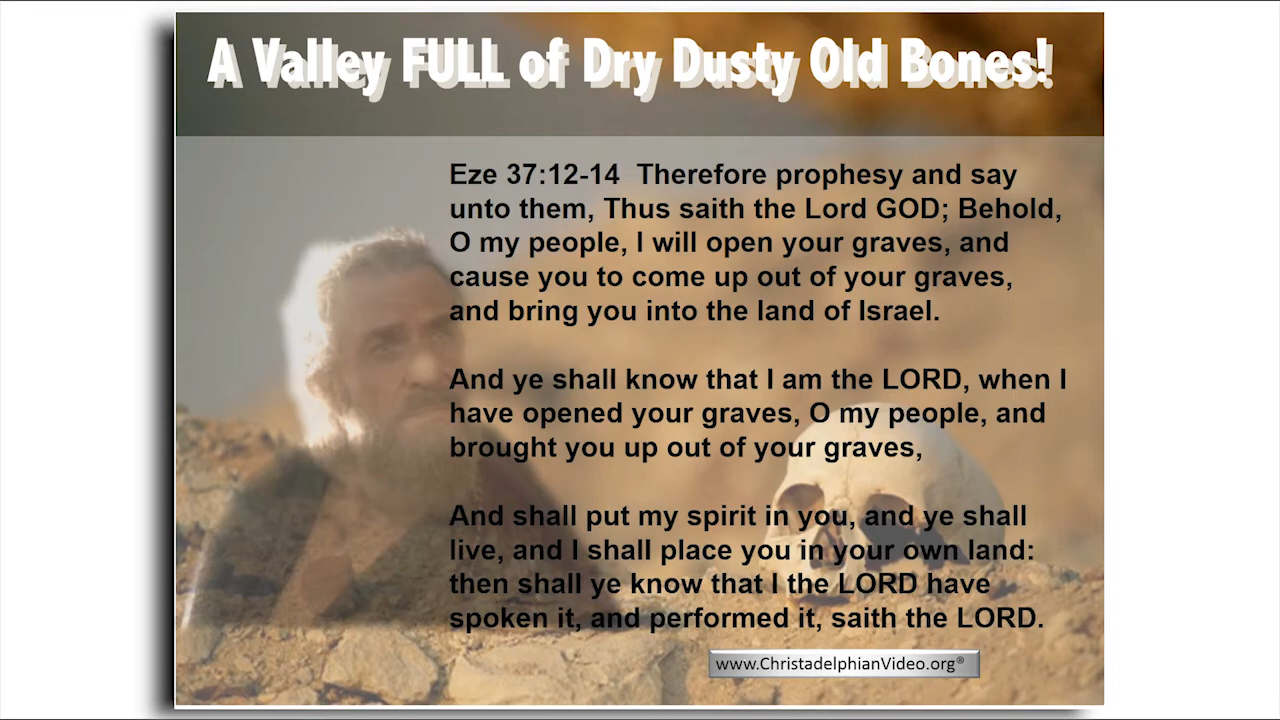 A Valley FULL of Dry Dusty Old Bones!
Eze 37:12-14  Therefore prophesy and say
unto them, Thus saith the Lord GOD; Behold,
O my people, I will open your graves, and
cause you to come up out of your graves,
and bring you into the land of Israel.
And ye shall know that I am the LORD, when I
have opened your graves, O my people, and
brought you up out of your graves,
And shall put my spirit in you, and ye shall
live, and I shall place you in your own land:
then shall ye know that I the LORD have
spoken it, and performed it, saith the LORD.
www.ChristadelphianVideo.org®